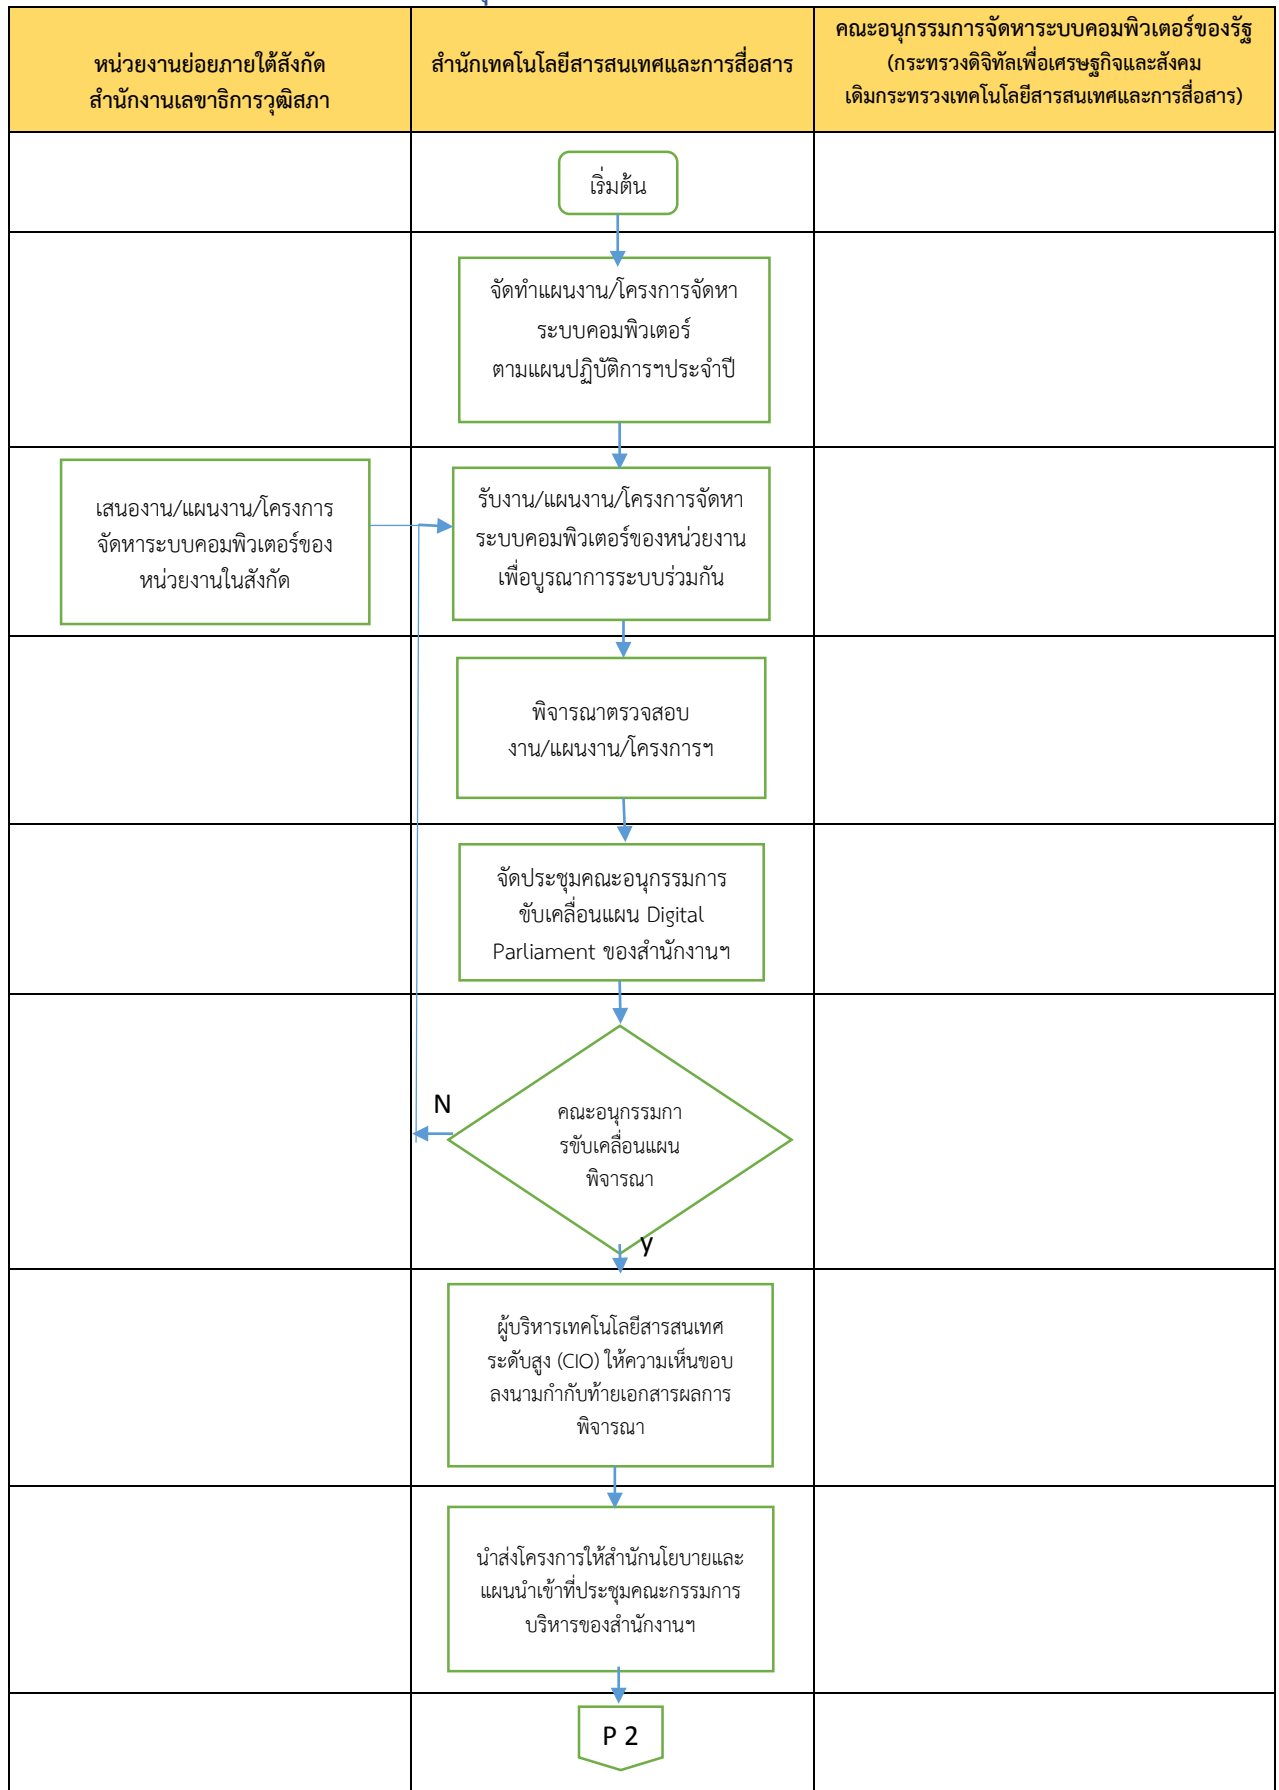 หน่วยงานย่อยภายใต้สังกัด
สำนักงานเลขาธิการวุฒิสภา
สำนักเทคโนโลยีสารสนเทศและการสื่อสาร
คณะอนุกรรมการจัดหาระบบคอมพิวเตอร์ของรัฐ
(กระทรวงดิจิทัลเพื่อเศรษฐกิจและสังคม
เดิมกระทรวงเทคโนโลยีสารสนเทศและการสื่อสาร)
เริ่มต้น
จัดทำแผนงาน/โครงการจัดหา
ระบบคอมพิวเตอร์
ตามแผนปฏิบัติการฯประจำปี
เสนองาน/แผนงาน/โครงการ
จัดหาระบบคอมพิวเตอร์ของ
หน่วยงานในสังกัด
รับงาน/แผนงาน/โครงการจัดหา
ระบบคอมพิวเตอร์ของหน่วยงาน
เพื่อบูรณาการระบบร่วมกัน
พิจารณาตรวจสอบ
งาน/แผนงาน/โครงการฯ
จัดประชุมคณะอนุกรรมการ
ขับเคลื่อนแผน Digital
Parliament ของสำนักงานฯ
N
คณะอนุกรรมกา
รขับเคลื่อนแผน
พิจารณา
y
ผู้บริหารเทคโนโลยีสารสนเทศ
ระดับสูง (CIO) ให้ความเห็นชอบ
ลงนามกำกับท้ายเอกสารผลการ
พิจารณา
นำส่งโครงการให้สำนักนโยบายและ
แผนนำเข้าที่ประชุมคณะกรรมการ
บริหารของสำนักงานฯ
P 2